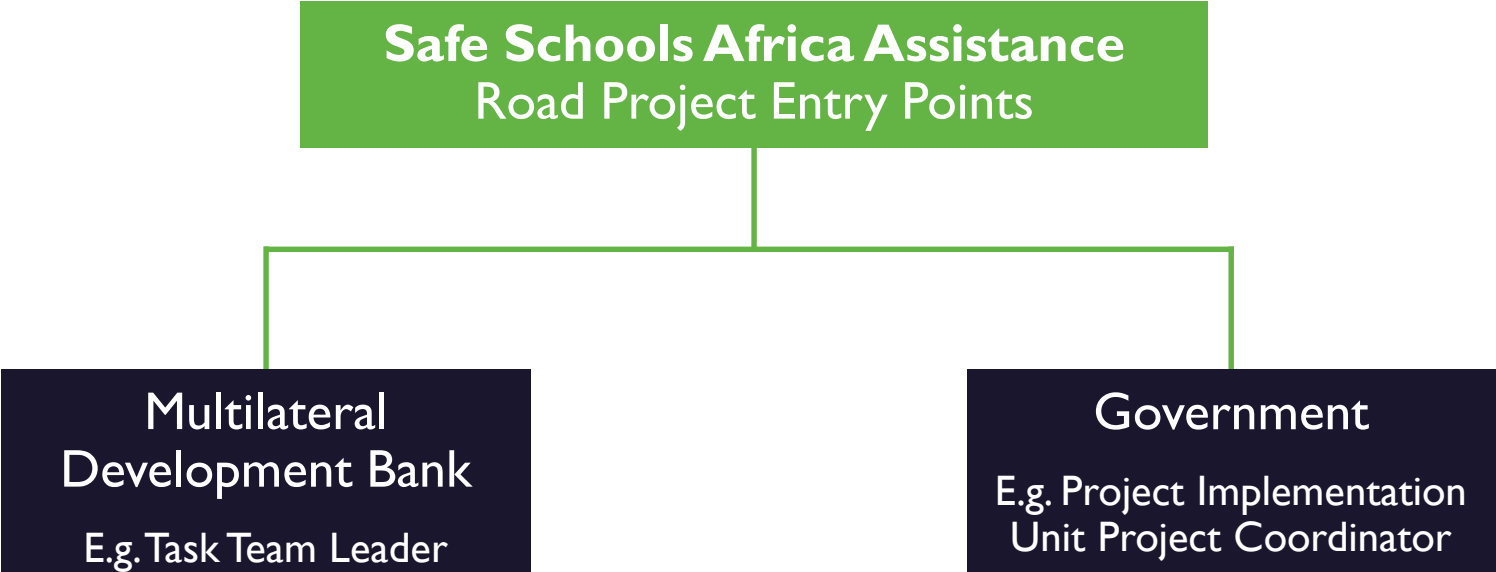 Safe Schools Africa Assistance
Road Project Entry Points
Multilateral
Development Bank
E.g. Task Team Leader
Government
E.g. Project Implementation
Unit Project Coordinator